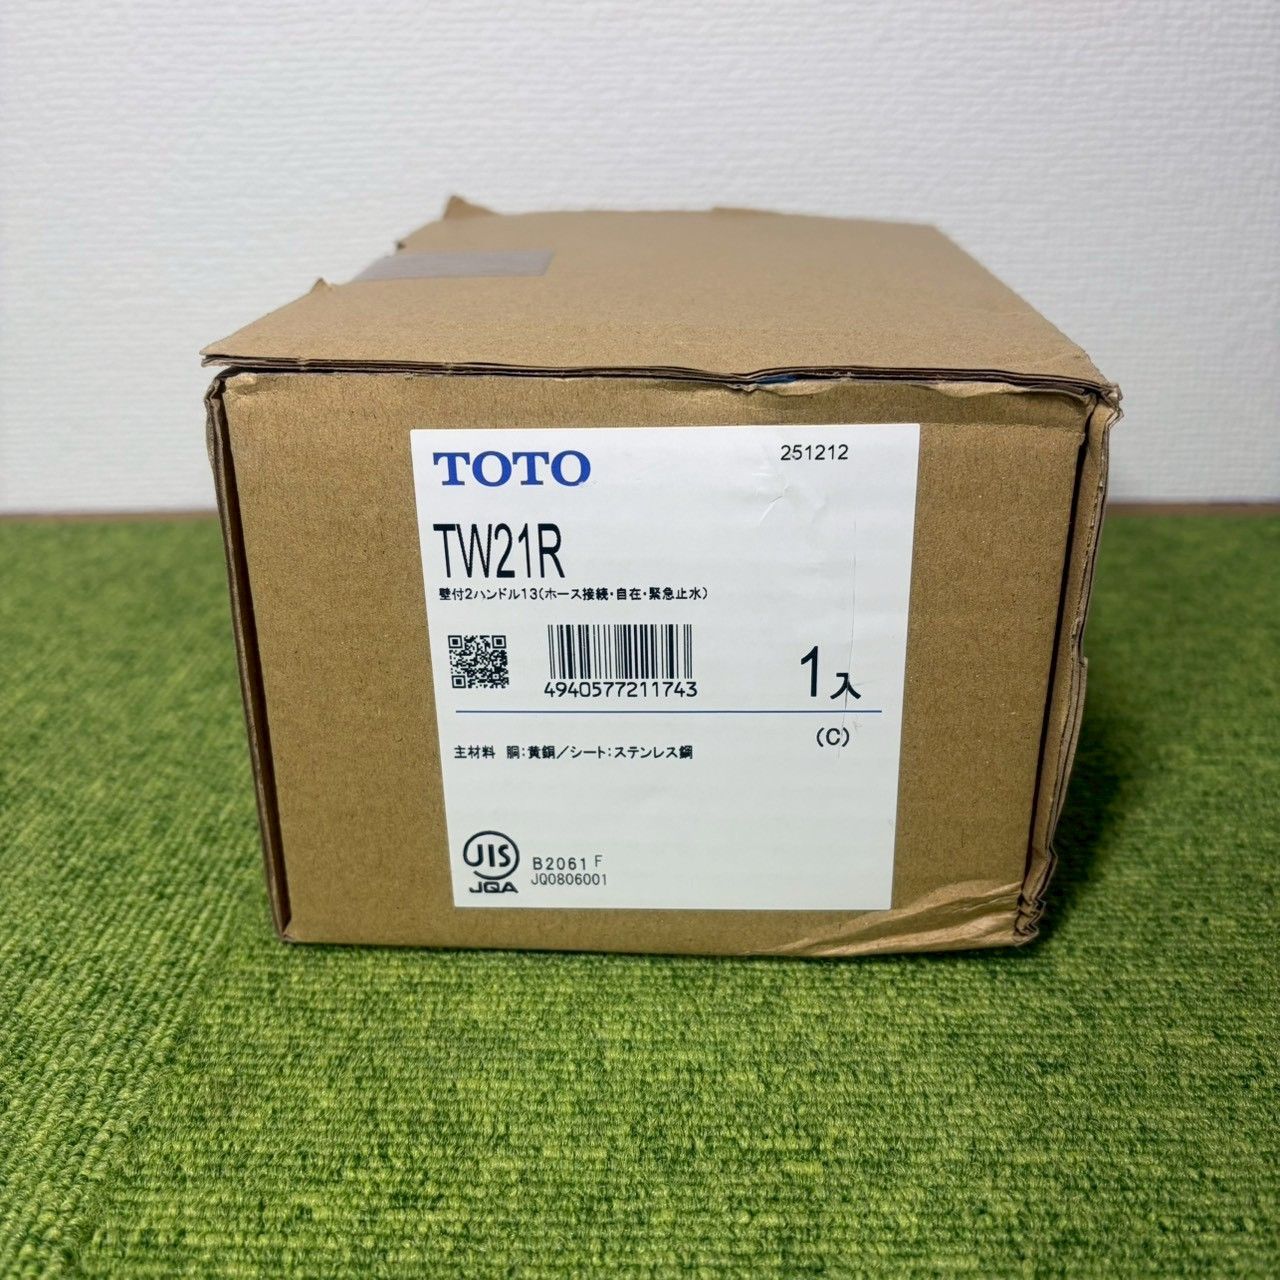 TOTO
251212
TW21R
壁付2ハンドル13(ホース接続・自在・緊急止水)
4940577211743
1入
(C)
主材料 胴:黄銅/シート:ステンレス鋼
JIS
JQA
B2061 F
JQ0806001